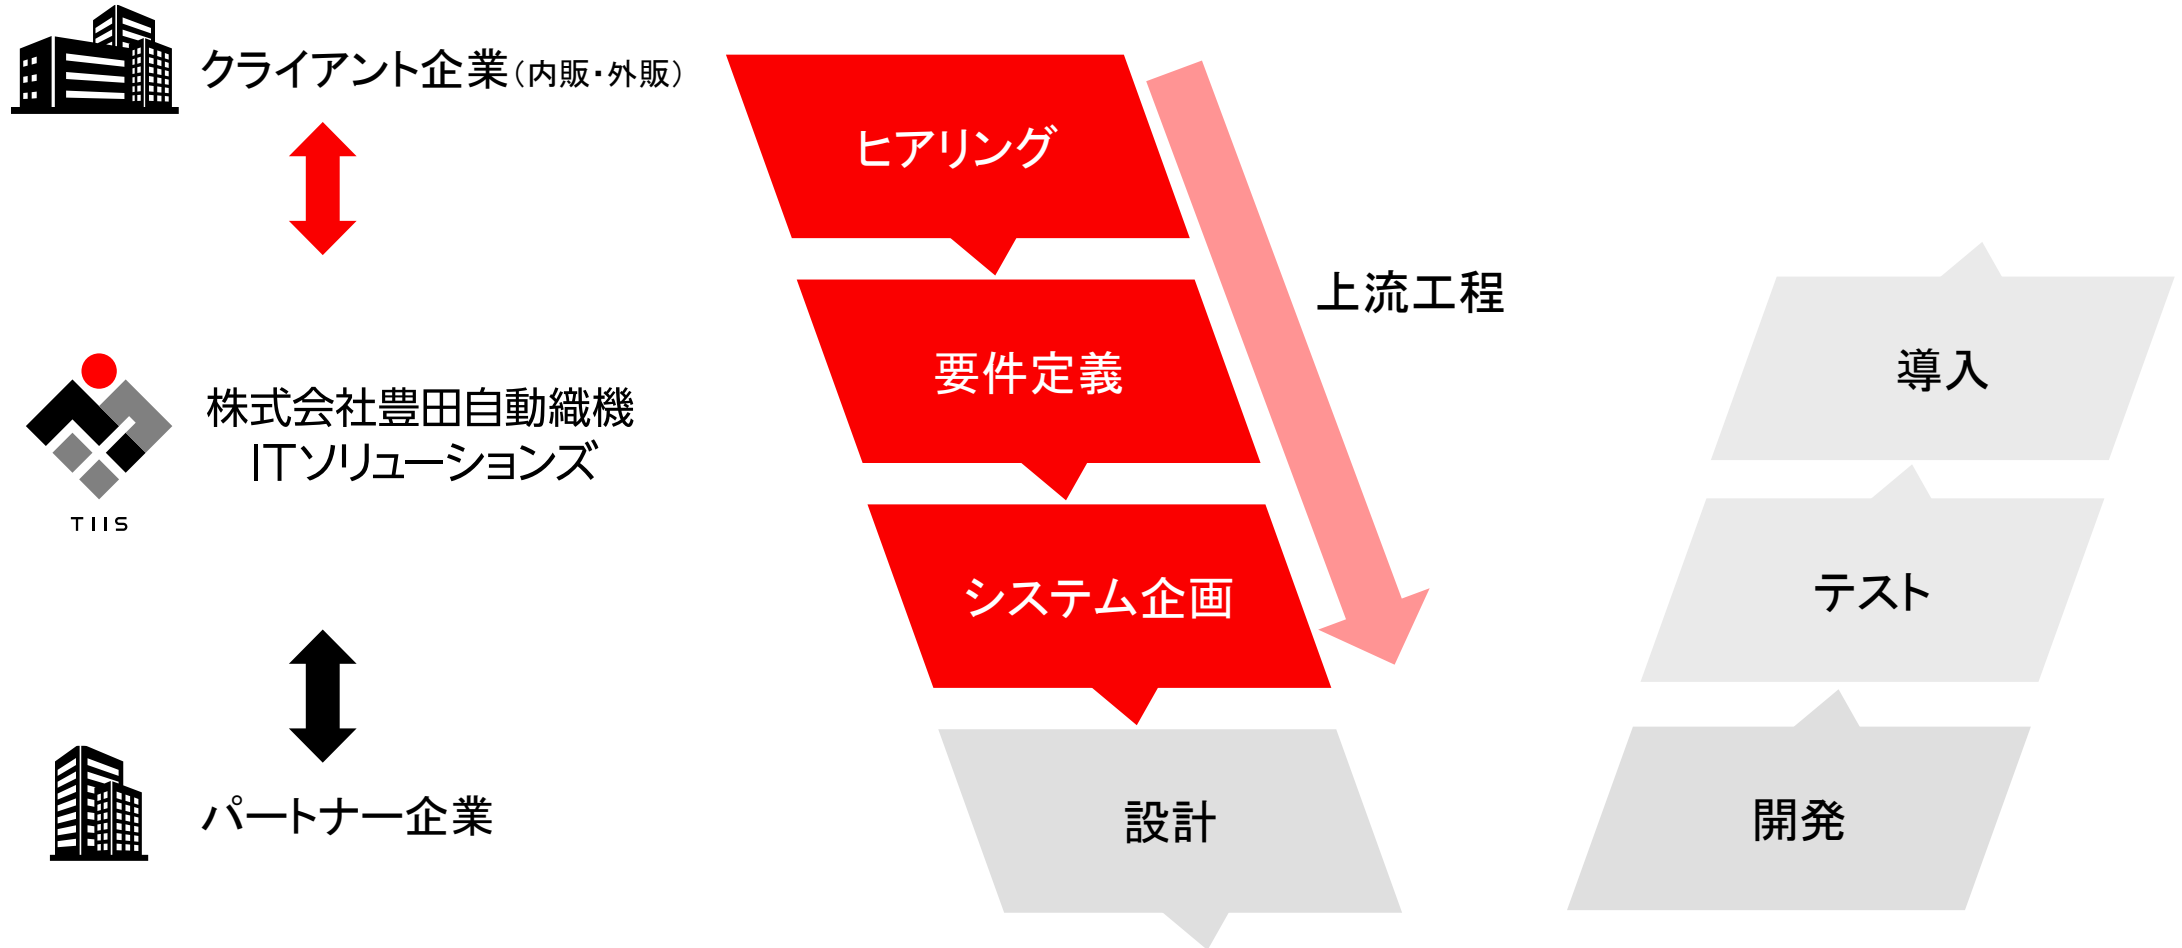 クライアント企業（内販・外販）
株式会社豊田自動織機
ITソリューションズ
TIIS
パートナー企業
ヒアリング
要件定義
システム企画
設計
上流工程
導入
テスト
開発